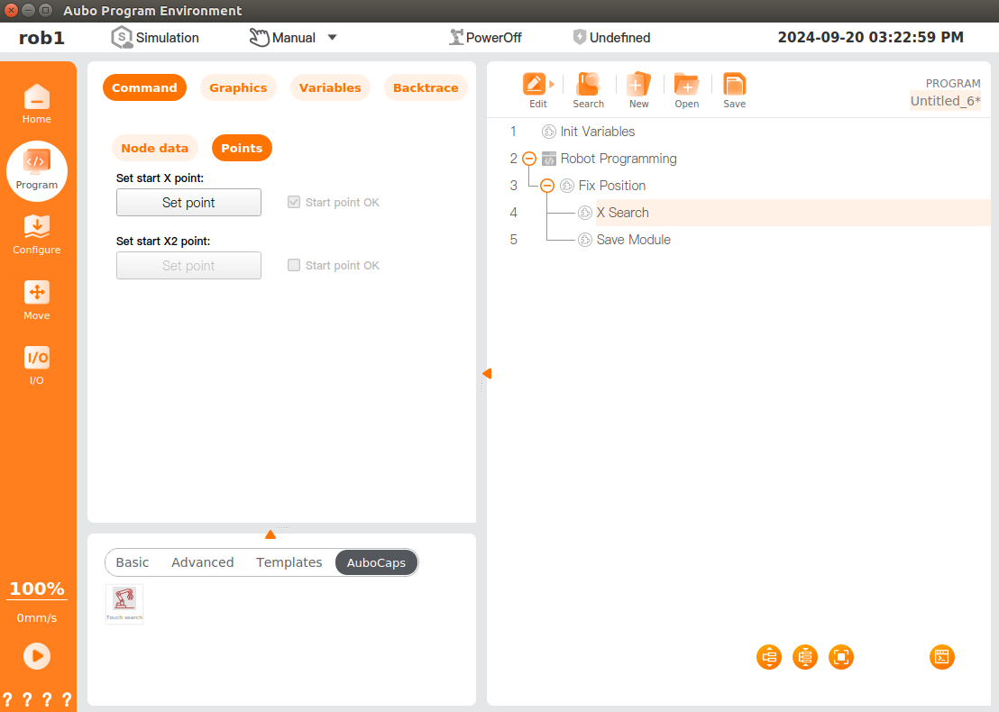 Aubo Program Environment
rob1
Simulation
Manual
PowerOff
Undefined
2024-09-20 03:22:59 PM
Home
Program
Configure
Move
I/O
I/O
100%
0mm/s
? ? ? ?
Command
Graphics
Variables
Backtrace
Node data
Points
Set start X point:
Set point
Start point OK
Set start X2 point:
Set point
Start point OK
Basic
Advanced
Templates
AuboCaps
Touch search
Edit
Search
New
Open
Save
PROGRAM
Untitled_6*
1 Init Variables
2 Robot Programming
3 Fix Position
4 X Search
5 Save Module